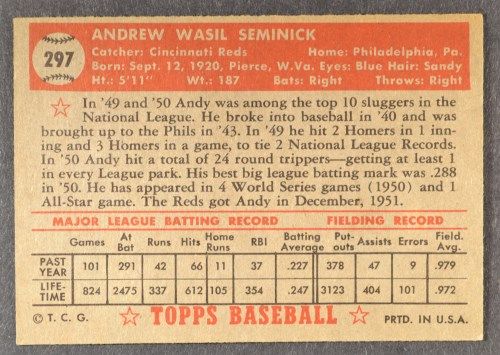 297
ANDREW WASIL SEMINICK
Catcher: Cincinnati Reds Home: Philadelphia, Pa.
Born: Sept. 12, 1920, Pierce, W.Va. Eyes: Blue Hair: Sandy
Ht.: 5'11" Wt.: 187 Bats: Right Throws: Right
In '49 and '50 Andy was among the top 10 sluggers in the
National League. He broke into baseball in '40 and was
brought up to the Phils in '43. In '49 he hit 2 Homers in 1 inn-
ing and 3 Homers in a game, to tie 2 National League Records.
In '50 Andy hit a total of 24 round trippers—getting at least 1
in every League park. His best big league batting mark was .288
in '50. He has appeared in 4 World Series games (1950) and 1
All-Star game. The Reds got Andy in December, 1951.
MAJOR LEAGUE BATTING RECORD FIELDING RECORD
Games At Bat Runs Hits Home Runs RBI Batting Average Put-outs Assists Errors Field. Avg.
PAST YEAR 101 291 42 66 11 37 .227 378 47 9 .979
LIFE-TIME 824 2475 337 612 105 354 .247 3123 404 101 .972
© T. C. G. TOPPS BASEBALL PRTD. IN U.S.A.